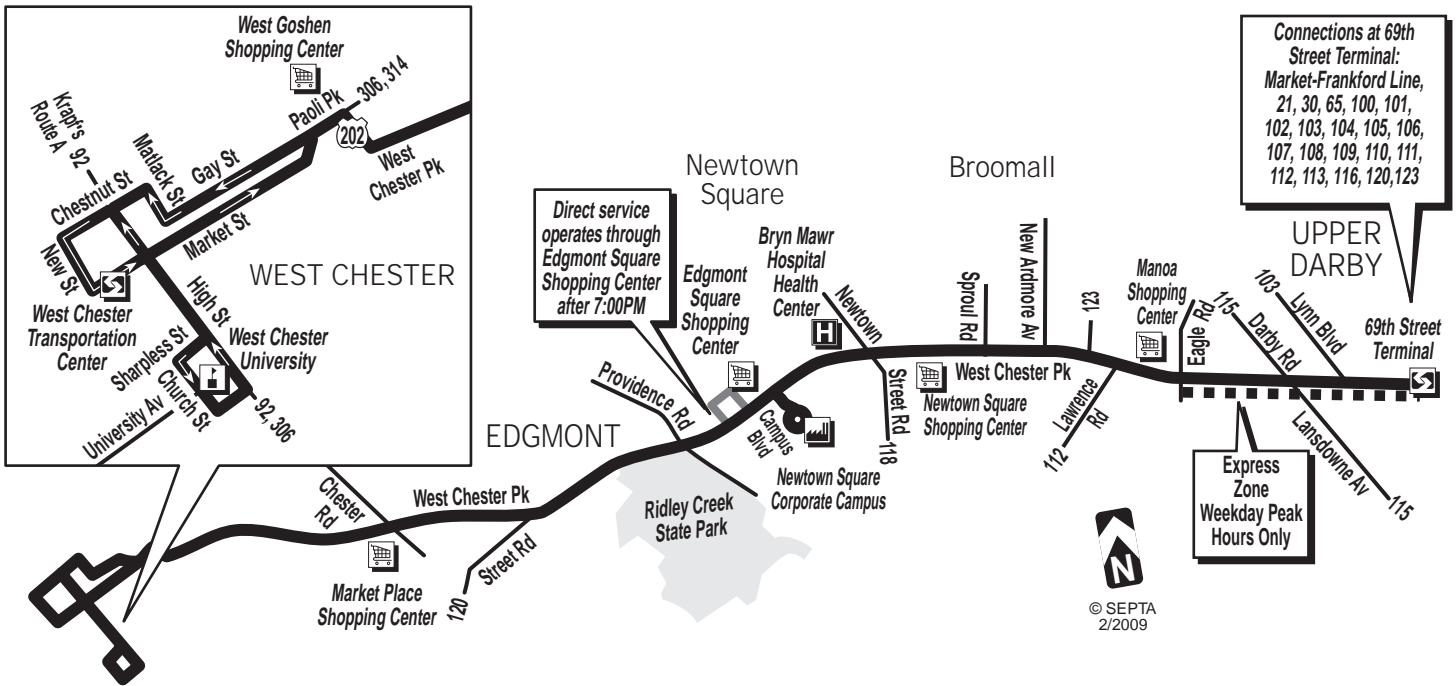 West Goshen
Shopping Center
306, 314
Paoli Pk
202
West
Chester Pk
Krapf's
Route A
92
Matlack St
Gay St
Chestnut St
Market St
New St
WEST CHESTER
High St
West Chester
Transportation
Center
West Chester
University
Sharpless St
Church St
University Av
92, 306
Connections at 69th
Street Terminal:
Market-Frankford Line,
21, 30, 65, 100, 101,
102, 103, 104, 105, 106,
107, 108, 109, 110, 111,
112, 113, 116, 120,123
Newtown
Square
Broomall
UPPER
DARBY
Direct service
operates through
Edgmont Square
Shopping Center
after 7:00PM
Edgmont
Square
Shopping
Center
Bryn Mawr
Hospital
Health
Center
H
Newtown
Street Rd
118
Sproul Rd
New Ardmore Av
123
Manoa
Shopping
Center
Eagle Rd
115
Darby Rd
103
Lynn Blvd
69th Street
Terminal
West Chester Pk
Newtown Square
Shopping Center
Lawrence
Rd
112
Lansdowne Av
115
Express
Zone
Weekday Peak
Hours Only
Providence Rd
Campus
Blvd
Newtown Square
Corporate Campus
EDGMONT
Ridley Creek
State Park
West Chester Pk
Chester
Rd
Street Rd
120
Market Place
Shopping Center
N
© SEPTA
2/2009